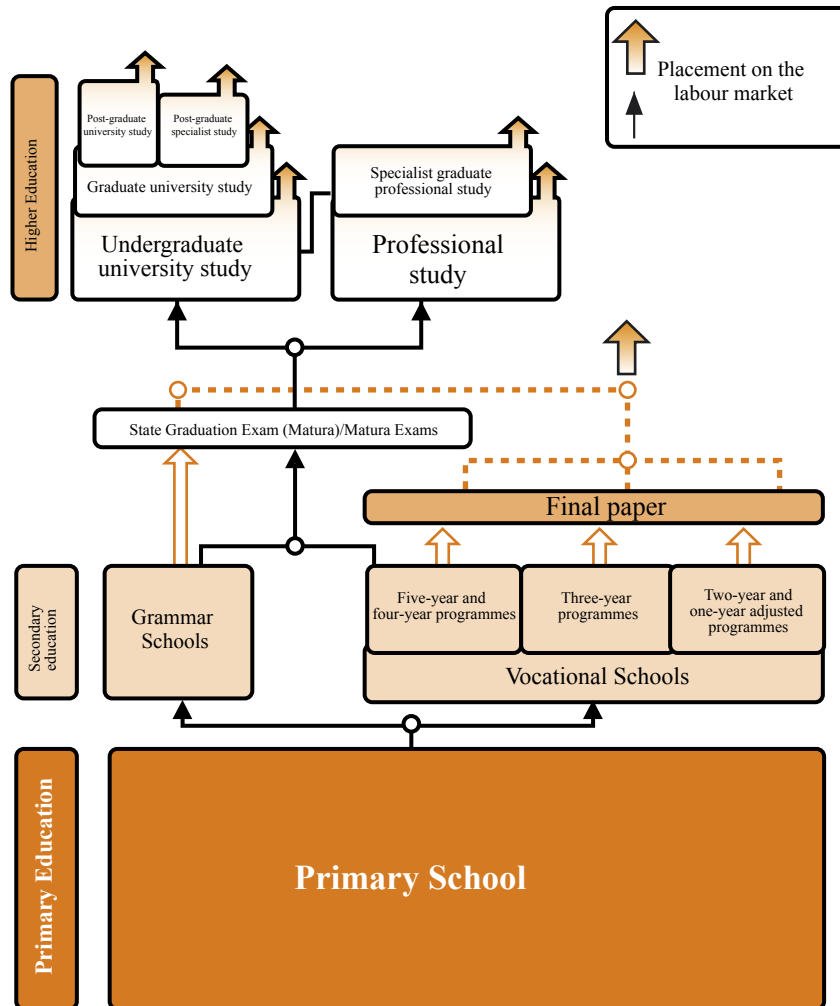 Placement on the
labour market
Higher Education
Post-graduate
university study
Post-graduate
specialist study
Graduate university study
Undergraduate
university study
Specialist graduate
professional study
Professional
study
State Graduation Exam (Matura)/Matura Exams
Final paper
Secondary
education
Grammar
Schools
Five-year and
four-year programmes
Three-year
programmes
Two-year and
one-year adjusted
programmes
Vocational Schools
Primary Education
Primary School